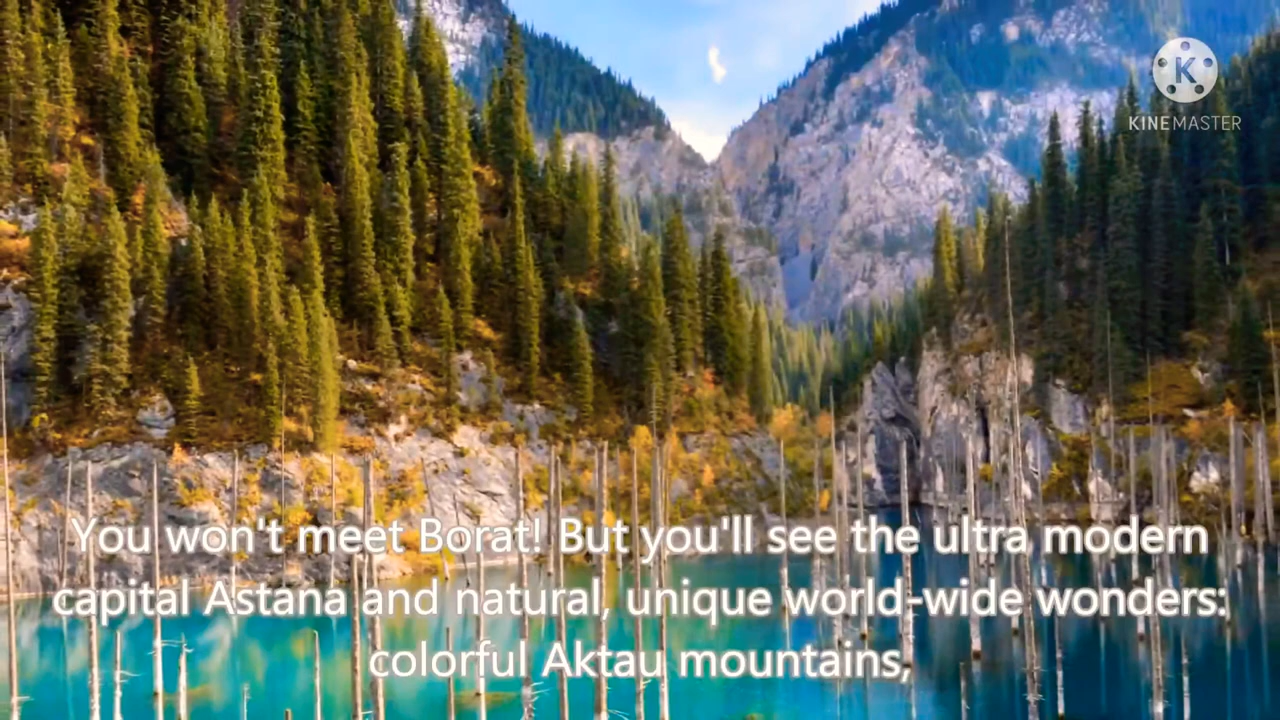 K
KINEMASTER
You won't meet Borat! But you'll see the ultra modern
capital Astana and natural, unique world-wide wonders:
colorful Aktau mountains,